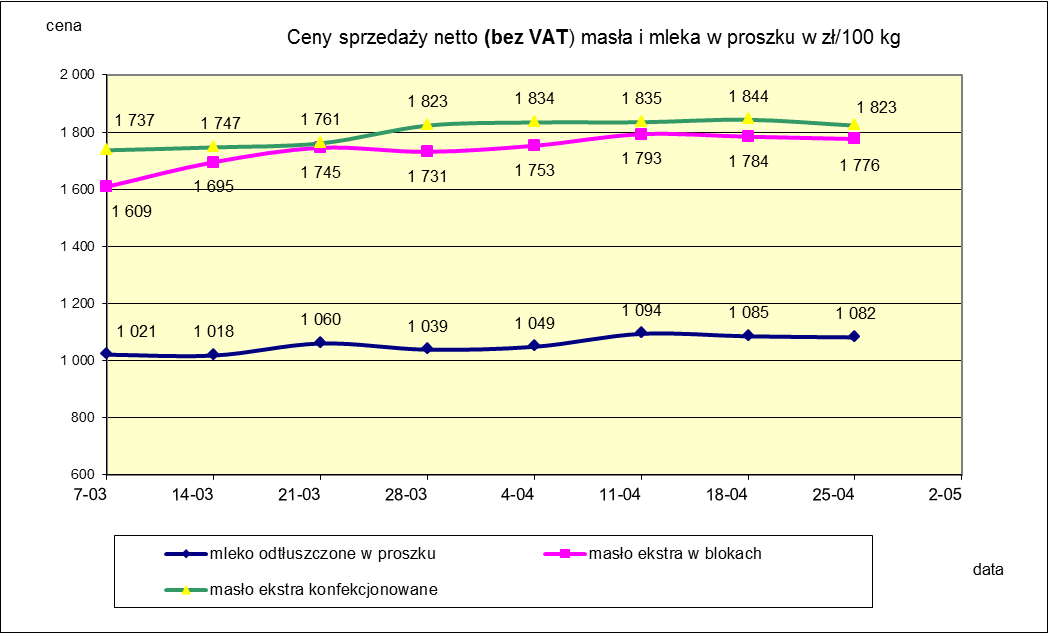 cena
Ceny sprzedaży netto (bez VAT) masła i mleka w proszku w zł/100 kg
2 000
1 800
1 600
1 400
1 200
1 000
800
600
1 737 1 747 1 761 1 823 1 834 1 835 1 844 1 823
1 609 1 695 1 745 1 731 1 753 1 793 1 784 1 776
1 021 1 018 1 060 1 039 1 049 1 094 1 085 1 082
7-03 14-03 21-03 28-03 4-04 11-04 18-04 25-04 2-05
mleko odtłuszczone w proszku masło ekstra w blokach
masło ekstra konfekcjonowane
data